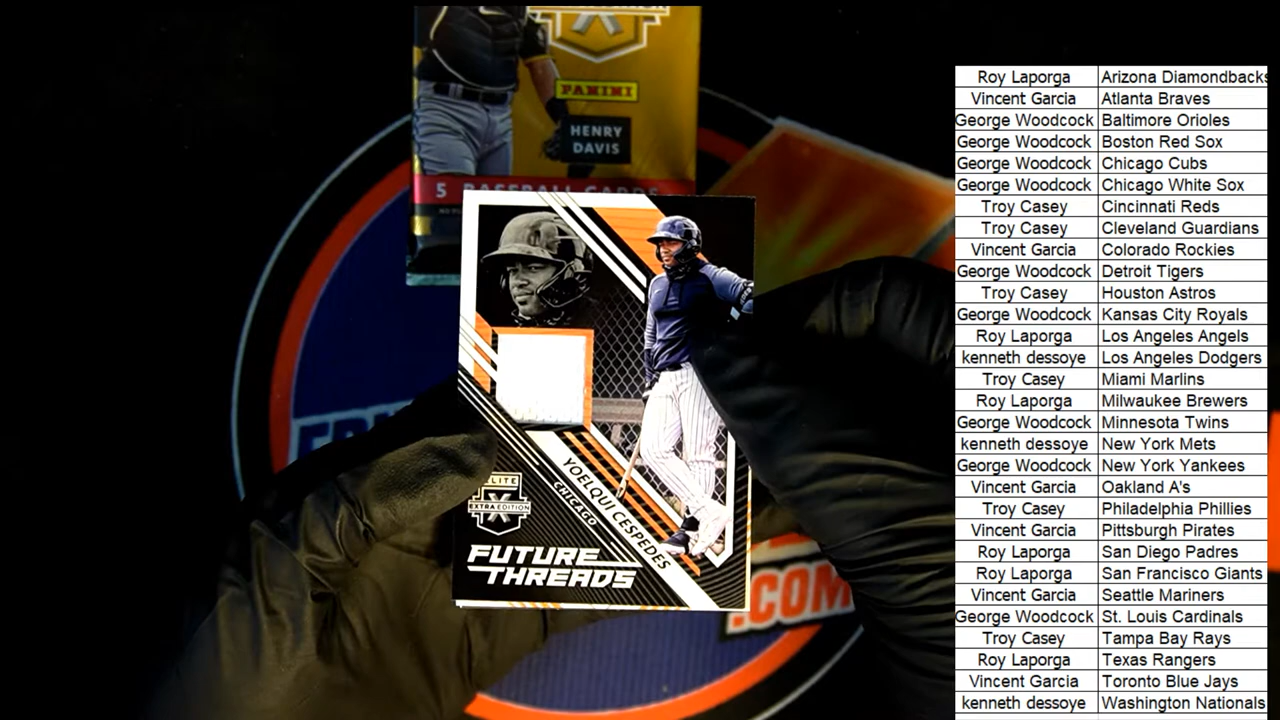 PANINI
HENRY
DAVIS
5 BASEBALL CARDS
YOELQUI CESPEDES
CHICAGO
ELITE
X
EXTRA EDITION
FUTURE
THREADS
.COM
Roy Laporga Arizona Diamondbacks
Vincent Garcia Atlanta Braves
George Woodcock Baltimore Orioles
George Woodcock Boston Red Sox
George Woodcock Chicago Cubs
George Woodcock Chicago White Sox
Troy Casey Cincinnati Reds
Troy Casey Cleveland Guardians
Vincent Garcia Colorado Rockies
George Woodcock Detroit Tigers
Troy Casey Houston Astros
George Woodcock Kansas City Royals
Roy Laporga Los Angeles Angels
kenneth dessoye Los Angeles Dodgers
Troy Casey Miami Marlins
Roy Laporga Milwaukee Brewers
George Woodcock Minnesota Twins
kenneth dessoye New York Mets
George Woodcock New York Yankees
Vincent Garcia Oakland A's
Troy Casey Philadelphia Phillies
Vincent Garcia Pittsburgh Pirates
Roy Laporga San Diego Padres
Roy Laporga San Francisco Giants
Vincent Garcia Seattle Mariners
George Woodcock St. Louis Cardinals
Troy Casey Tampa Bay Rays
Roy Laporga Texas Rangers
Vincent Garcia Toronto Blue Jays
kenneth dessoye Washington Nationals